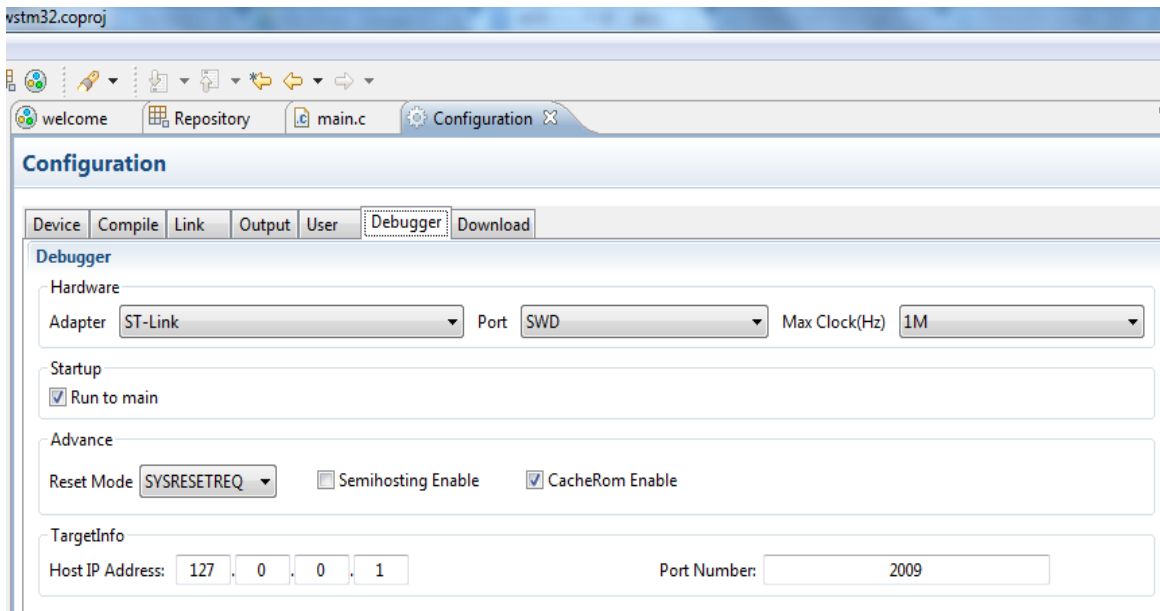 wstm32.coproj
welcome Repository main.c Configuration
Configuration
Device Compile Link Output User Debugger Download
Debugger
Hardware
Adapter ST-Link Port SWD Max Clock(Hz) 1M
Startup
Run to main
Advance
Reset Mode SYSRESETREQ Semihosting Enable CacheRom Enable
TargetInfo
Host IP Address: 127 . 0 . 0 . 1 Port Number: 2009